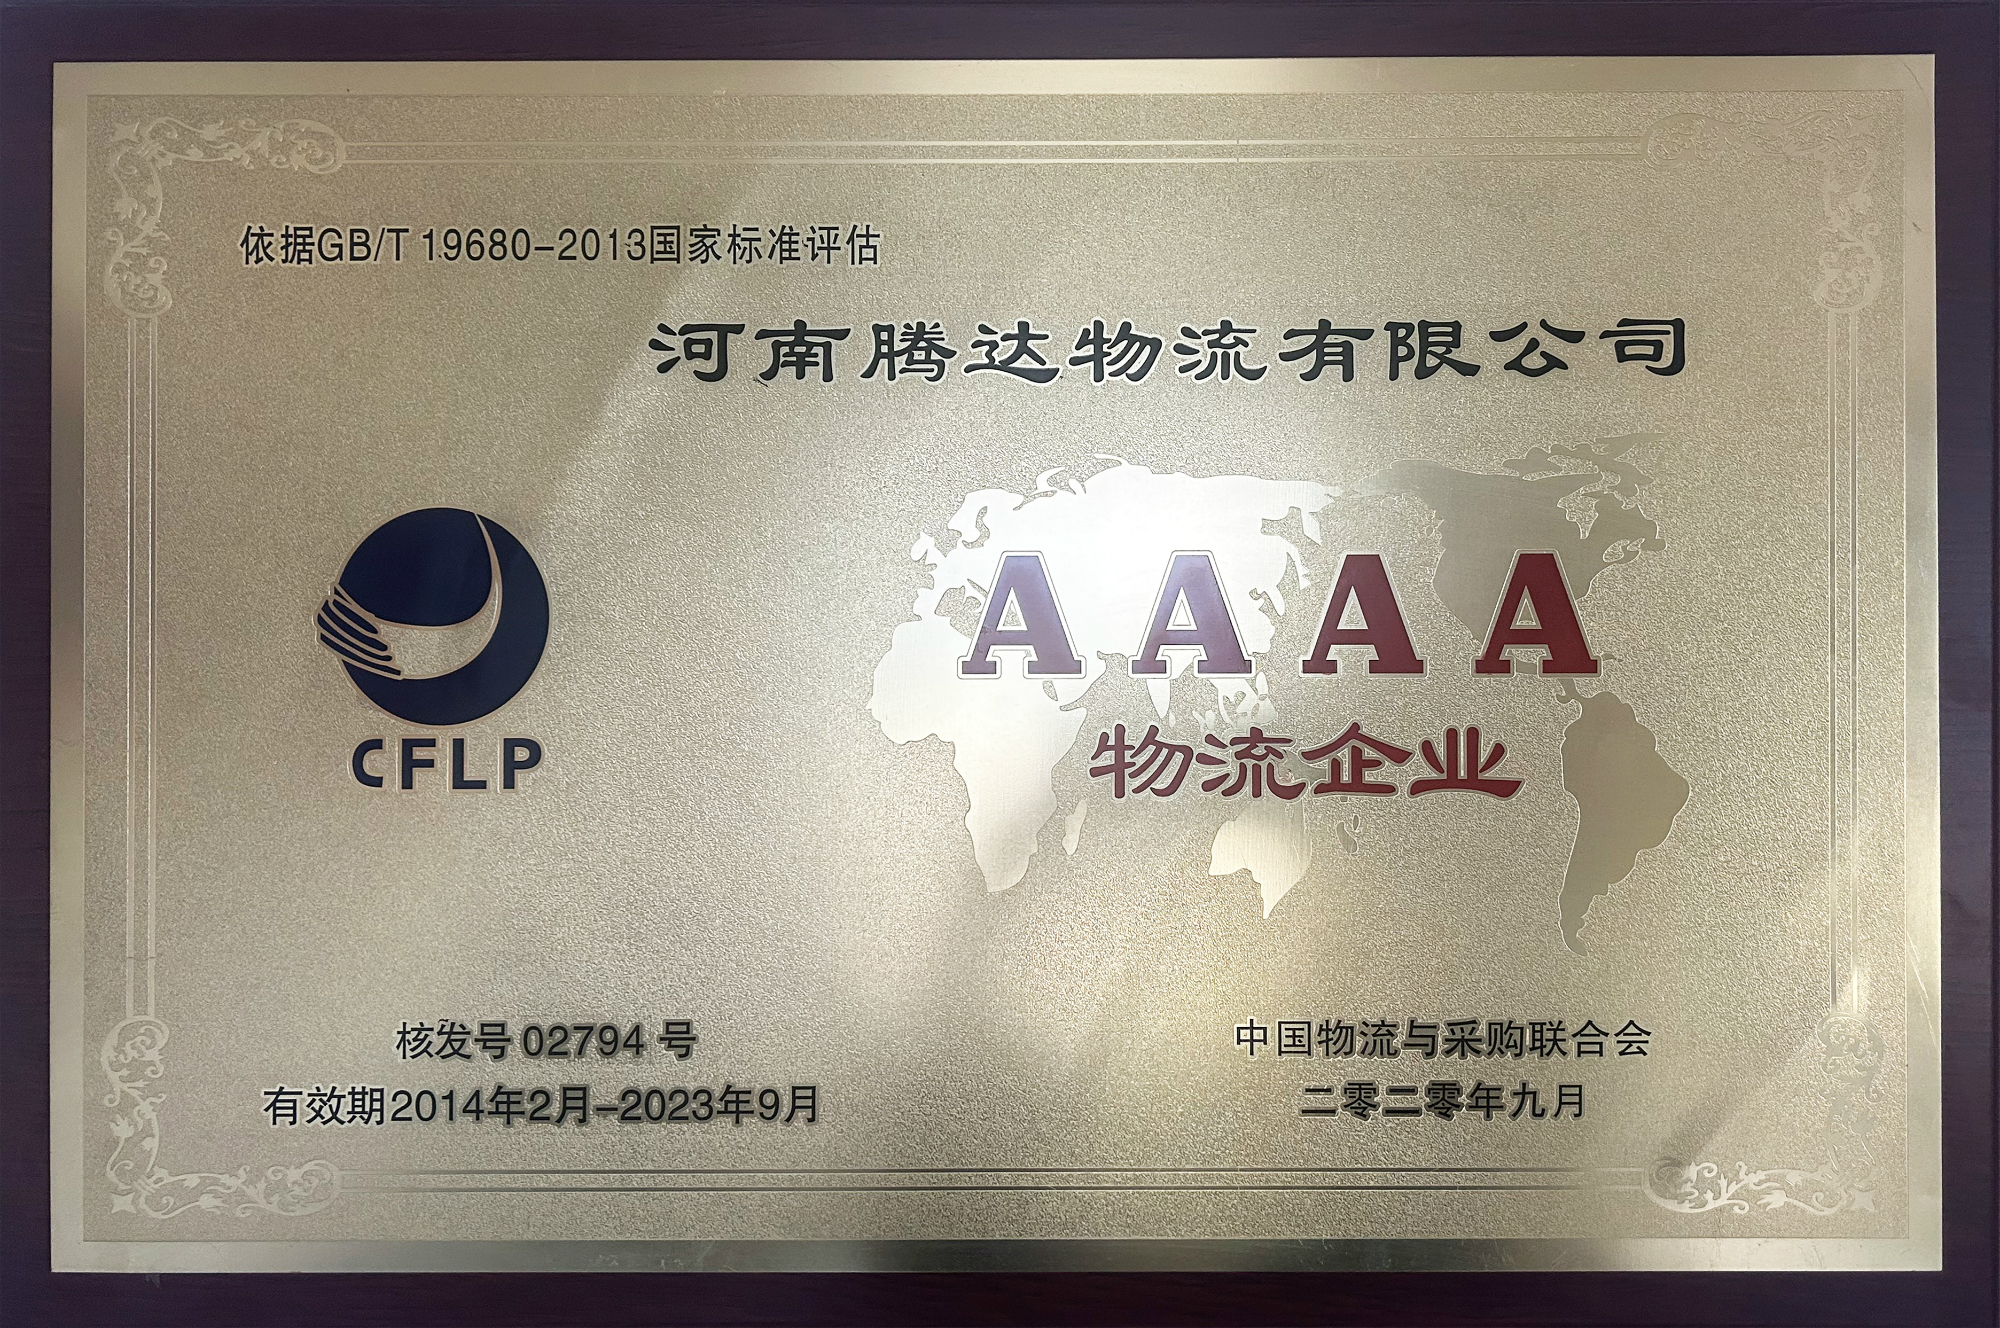 依据GB/T 19680-2013国家标准评估
河南腾达物流有限公司
AAAA
物流企业
CFLP
核发号 02794 号
有效期2014年2月-2023年9月
中国物流与采购联合会
二零二零年九月